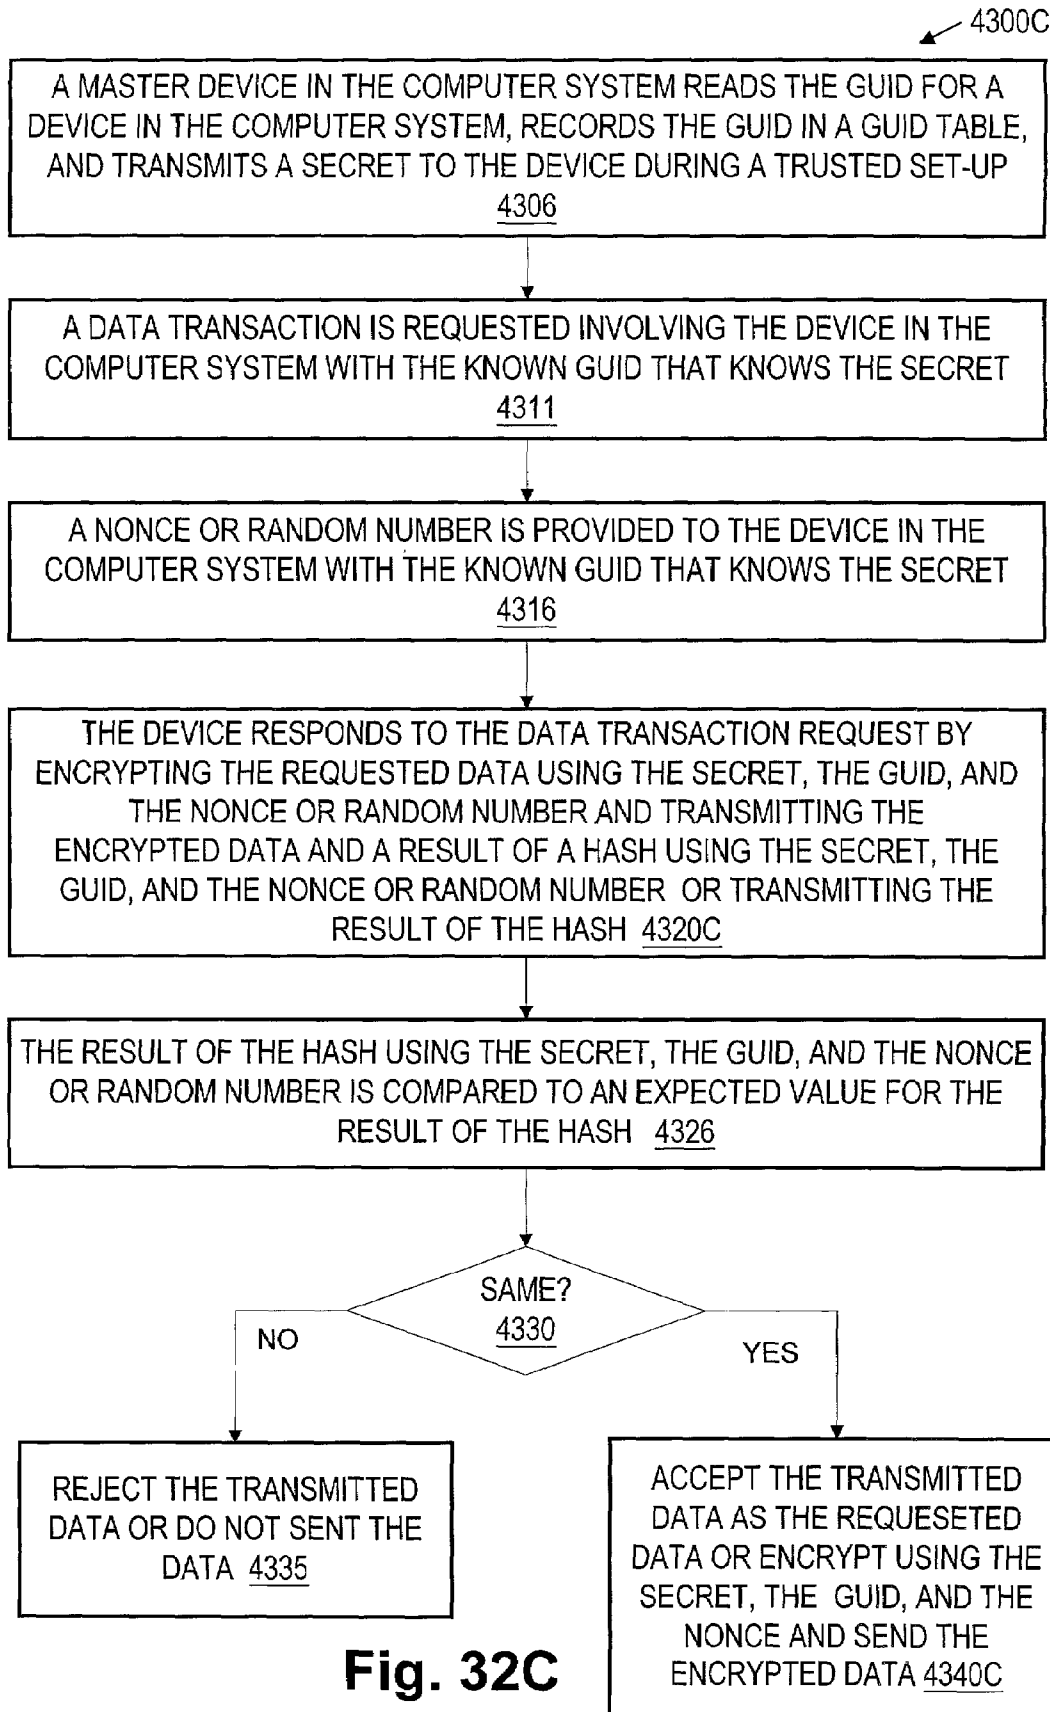 4300C
A MASTER DEVICE IN THE COMPUTER SYSTEM READS THE GUID FOR A
DEVICE IN THE COMPUTER SYSTEM, RECORDS THE GUID IN A GUID TABLE,
AND TRANSMITS A SECRET TO THE DEVICE DURING A TRUSTED SET-UP
4306
A DATA TRANSACTION IS REQUESTED INVOLVING THE DEVICE IN THE
COMPUTER SYSTEM WITH THE KNOWN GUID THAT KNOWS THE SECRET
4311
A NONCE OR RANDOM NUMBER IS PROVIDED TO THE DEVICE IN THE
COMPUTER SYSTEM WITH THE KNOWN GUID THAT KNOWS THE SECRET
4316
THE DEVICE RESPONDS TO THE DATA TRANSACTION REQUEST BY
ENCRYPTING THE REQUESTED DATA USING THE SECRET, THE GUID, AND
THE NONCE OR RANDOM NUMBER AND TRANSMITTING THE
ENCRYPTED DATA AND A RESULT OF A HASH USING THE SECRET, THE
GUID, AND THE NONCE OR RANDOM NUMBER OR TRANSMITTING THE
RESULT OF THE HASH 4320C
THE RESULT OF THE HASH USING THE SECRET, THE GUID, AND THE NONCE
OR RANDOM NUMBER IS COMPARED TO AN EXPECTED VALUE FOR THE
RESULT OF THE HASH 4326
SAME?
4330
NO
YES
REJECT THE TRANSMITTED
DATA OR DO NOT SENT THE
DATA 4335
ACCEPT THE TRANSMITTED
DATA AS THE REQUESETED
DATA OR ENCRYPT USING THE
SECRET, THE GUID, AND THE
NONCE AND SEND THE
ENCRYPTED DATA 4340C
Fig. 32C